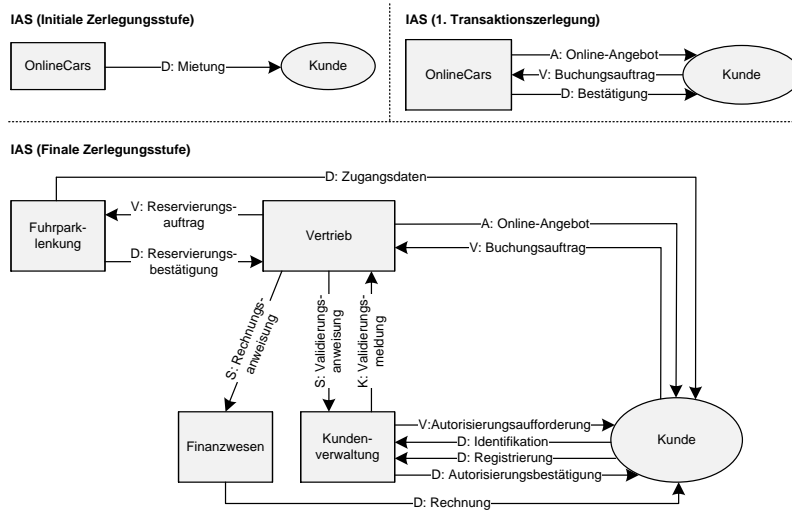 IAS (Initiale Zerlegungsstufe)
OnlineCars
D: Mietung
Kunde
IAS (1. Transaktionszerlegung)
OnlineCars
A: Online-Angebot
V: Buchungsauftrag
D: Bestätigung
Kunde
IAS (Finale Zerlegungsstufe)
D: Zugangsdaten
Fuhrpark-
lenkung
V: Reservierungs-
auftrag
D: Reservierungs-
bestätigung
Vertrieb
A: Online-Angebot
V: Buchungsauftrag
S: Rechnungs-
anweisung
S: Validierungs-
anweisung
K: Validierungs-
meldung
Finanzwesen
Kunden-
verwaltung
V:Autorisierungsaufforderung
D: Identifikation
D: Registrierung
D: Autorisierungsbestätigung
Kunde
D: Rechnung